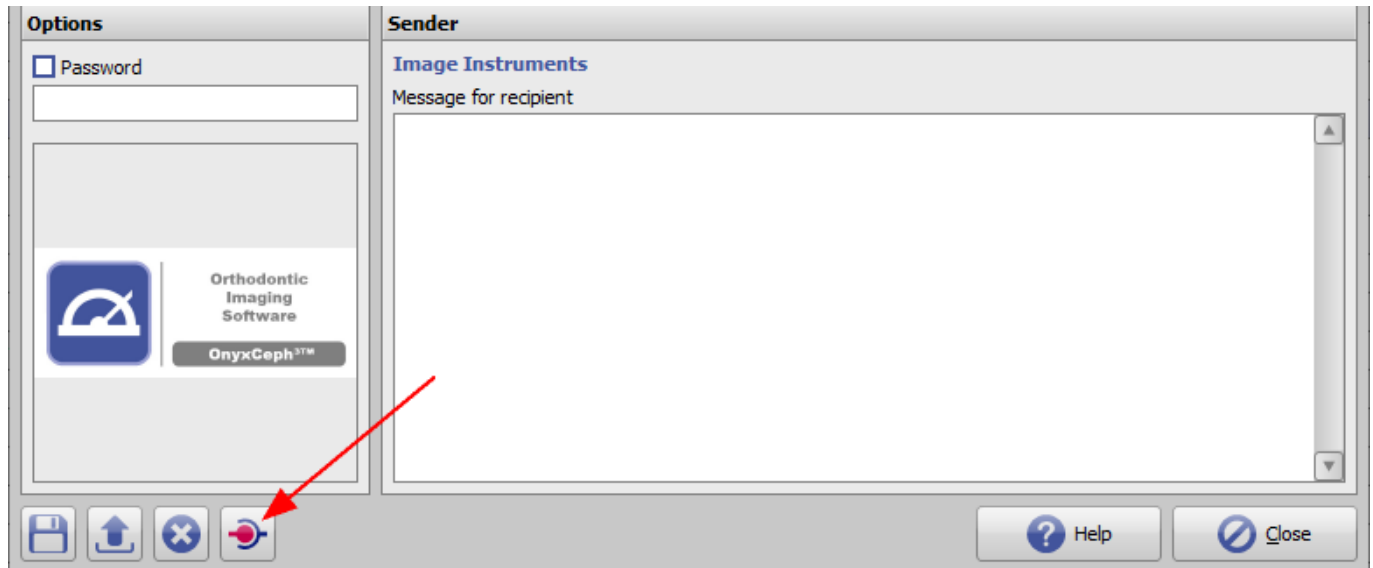 Options
Sender
Password
Image Instruments
Message for recipient
Orthodontic
Imaging
Software
OnyxCeph³™
Help
Close